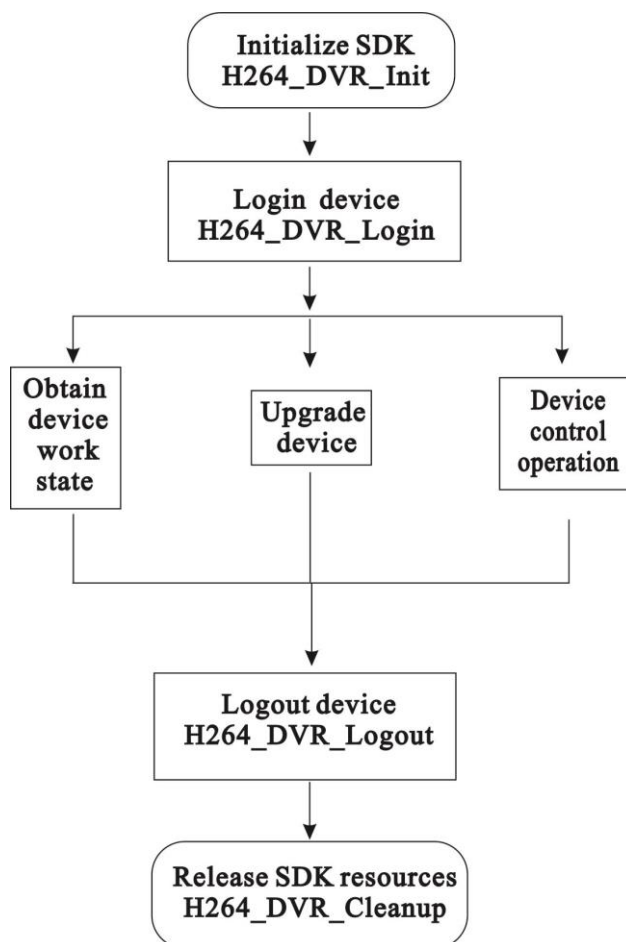 Initialize SDK
H264_DVR_Init
Login device
H264_DVR_Login
Obtain
device
work
state
Upgrade
device
Device
control
operation
Logout device
H264_DVR_Logout
Release SDK resources
H264_DVR_Cleanup